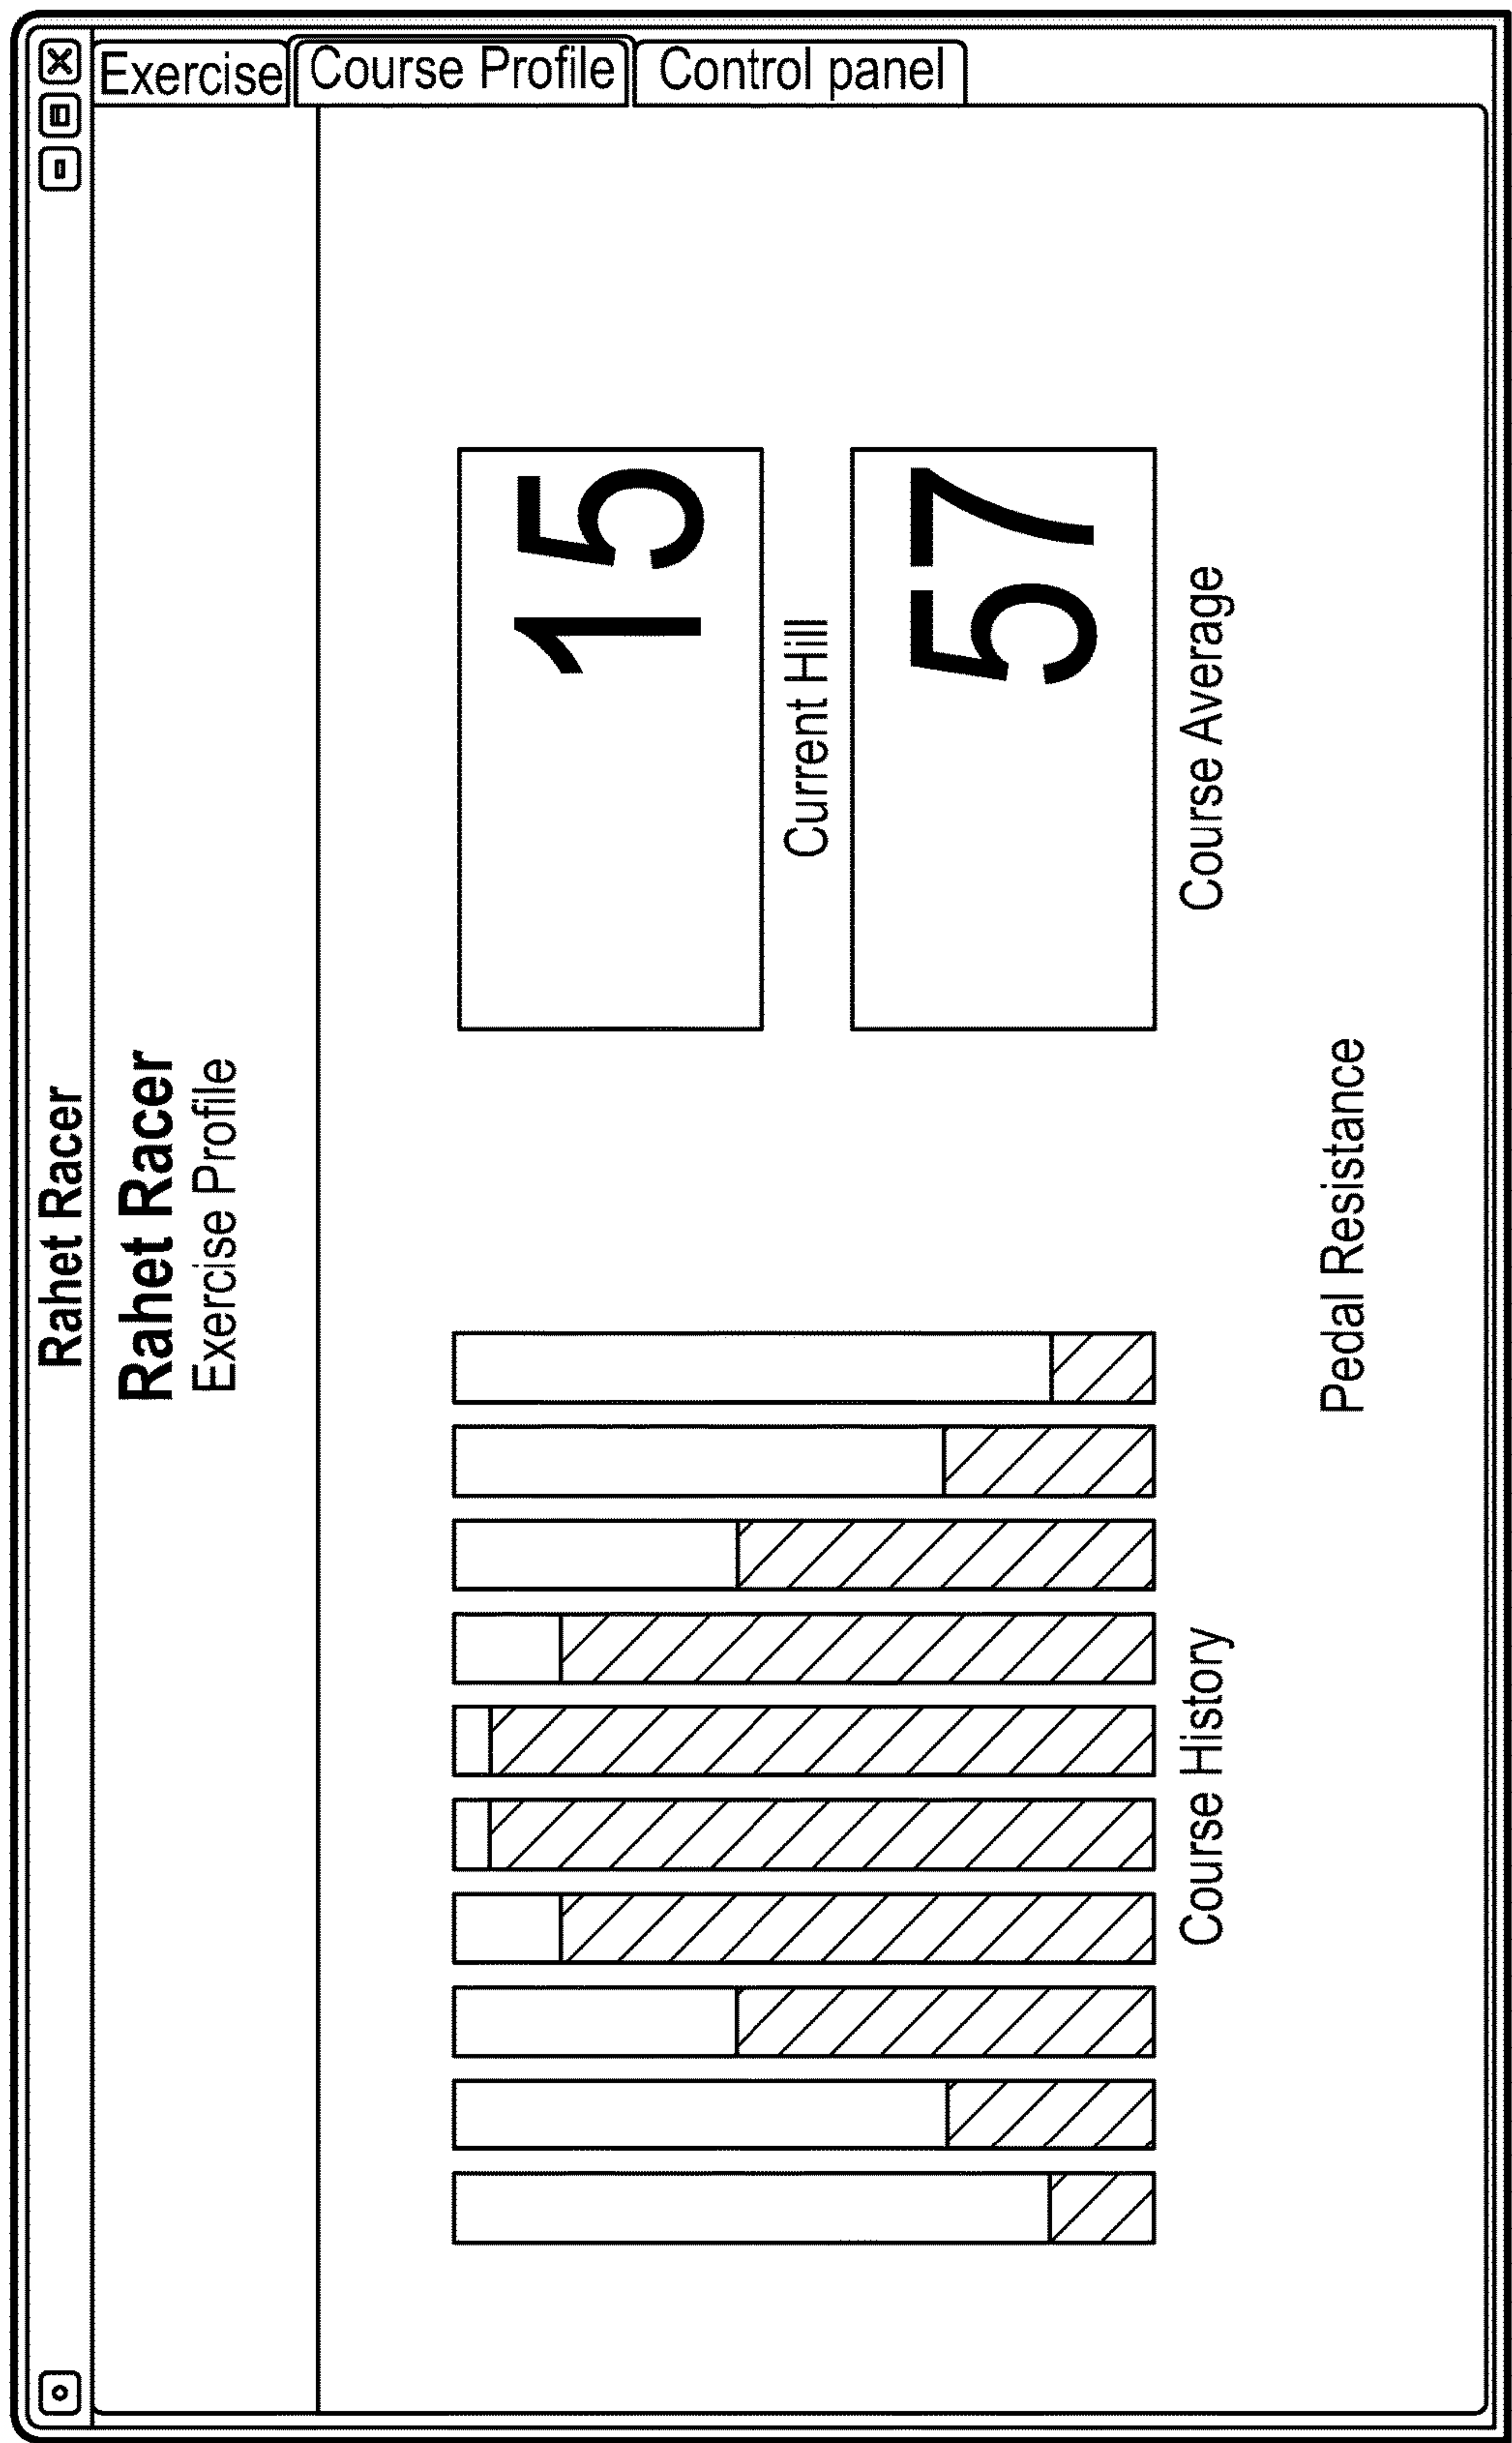 Rahet Racer
Exercise
Course Profile
Control panel
Rahet Racer
Exercise Profile
15
Current Hill
57
Course History
Course Average
Pedal Resistance